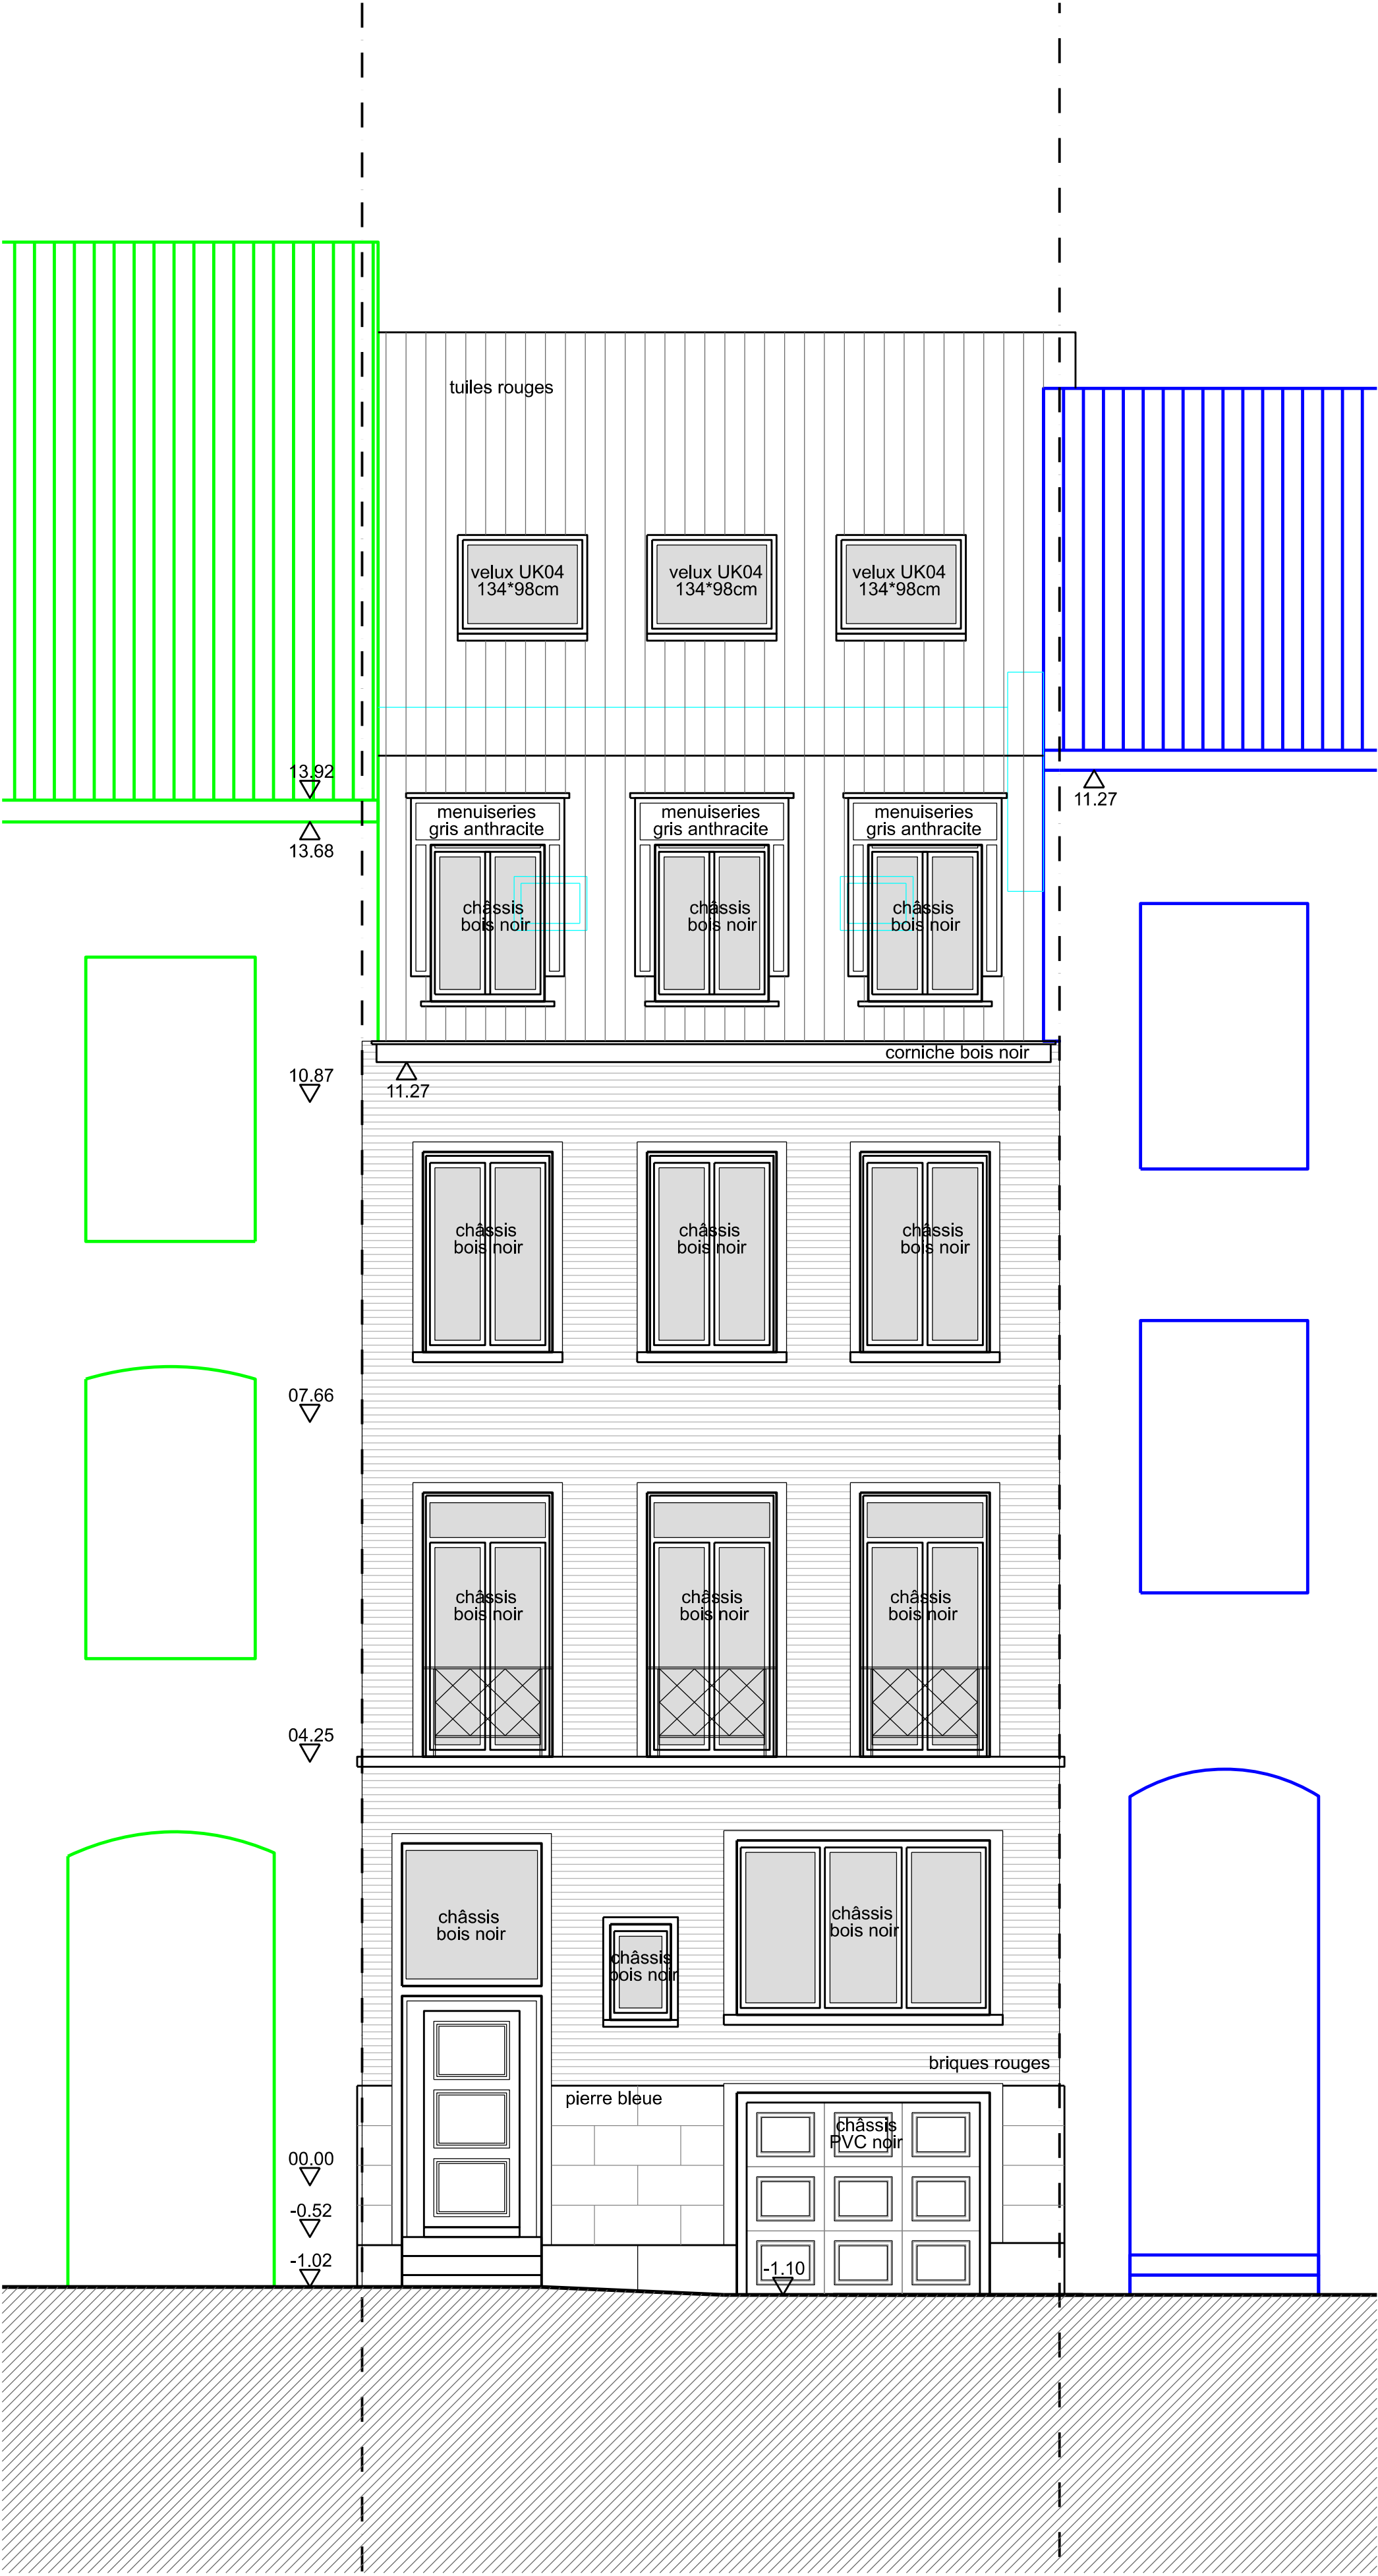 tuiles rouges
velux UK04
134*98cm
velux UK04
134*98cm
velux UK04
134*98cm
13.92
13.68
11.27
menuiseries
gris anthracite
menuiseries
gris anthracite
menuiseries
gris anthracite
châssis
bois noir
châssis
bois noir
châssis
bois noir
corniche bois noir
10.87
11.27
châssis
bois noir
châssis
bois noir
châssis
bois noir
07.66
châssis
bois noir
châssis
bois noir
châssis
bois noir
04.25
châssis
bois noir
châssis
bois noir
châssis
bois noir
briques rouges
pierre bleue
châssis
PVC noir
00.00
-0.52
-1.02
-1.10